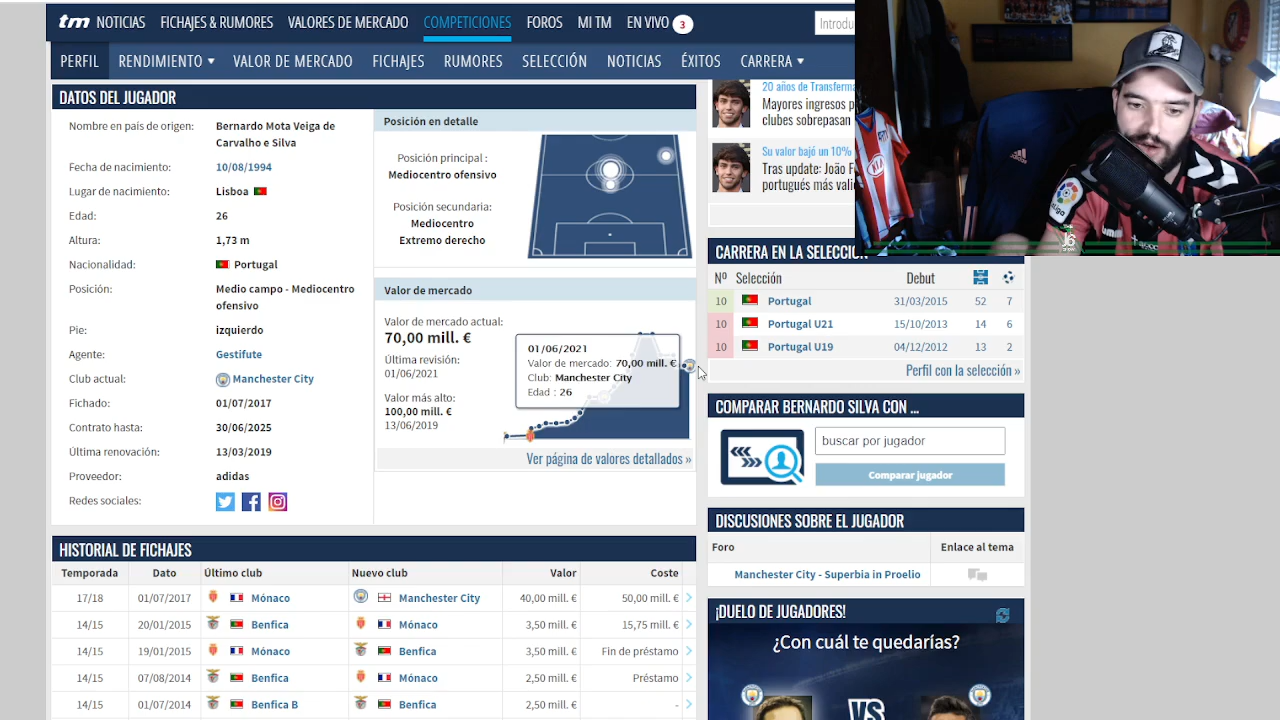 tm NOTICIAS FICHAJES & RUMORES VALORES DE MERCADO COMPETICIONES FOROS MI TM EN VIVO 3 Introdu
PERFIL RENDIMIENTO VALOR DE MERCADO FICHAJES RUMORES SELECCIÓN NOTICIAS ÉXITOS CARRERA
DATOS DEL JUGADOR
Nombre en país de origen: Bernardo Mota Veiga de
Carvalho e Silva
Fecha de nacimiento: 10/08/1994
Lugar de nacimiento: Lisboa
Edad: 26
Altura: 1,73 m
Nacionalidad: Portugal
Posición: Medio campo - Mediocentro
ofensivo
Pie: izquierdo
Agente: Gestifute
Club actual: Manchester City
Fichado: 01/07/2017
Contrato hasta: 30/06/2025
Última renovación: 13/03/2019
Proveedor: adidas
Redes sociales:
Posición en detalle
Posición principal :
Mediocentro ofensivo
Posición secundaria:
Mediocentro
Extremo derecho
Valor de mercado
Valor de mercado actual:
70,00 mill. €
Última revisión:
01/06/2021
Valor más alto:
100,00 mill. €
13/06/2019
01/06/2021
Valor de mercado: 70,00 mill. €
Club: Manchester City
Edad : 26
Ver página de valores detallados »
HISTORIAL DE FICHAJES
Temporada Dato Último club Nuevo club Valor Coste
17/18 01/07/2017 Mónaco Manchester City 40,00 mill. € 50,00 mill. €
14/15 20/01/2015 Benfica Mónaco 3,50 mill. € 15,75 mill. €
14/15 19/01/2015 Mónaco Benfica 3,50 mill. € Fin de préstamo
14/15 07/08/2014 Benfica Mónaco 2,50 mill. € Préstamo
14/15 01/07/2014 Benfica B Benfica 2,50 mill. € -
20 años de Transferma
Mayores ingresos p
clubes sobrepasan
Su valor bajó un 10%
Tras update: João F
portugués más vali
CARRERA EN LA SELECCIÓN
Nº Selección Debut
10 Portugal 31/03/2015 52 7
10 Portugal U21 15/10/2013 14 6
10 Portugal U19 04/12/2012 13 2
Perfil con la selección »
COMPARAR BERNARDO SILVA CON ...
buscar por jugador
Comparar jugador
DISCUSIONES SOBRE EL JUGADOR
Foro Enlace al tema
Manchester City - Superbia in Proelio
¡DUELO DE JUGADORES!
¿Con cuál te quedarías?
VS